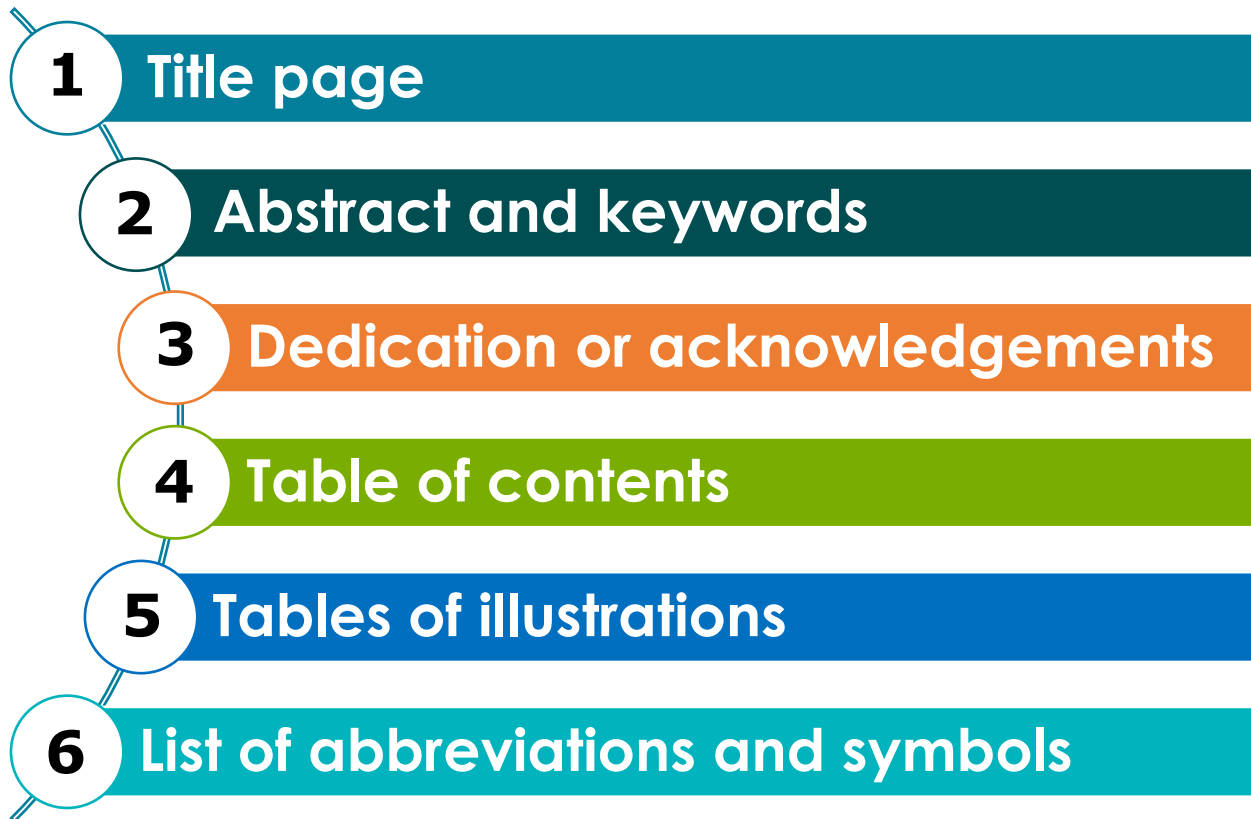 1 Title page
2 Abstract and keywords
3 Dedication or acknowledgements
4 Table of contents
5 Tables of illustrations
6 List of abbreviations and symbols